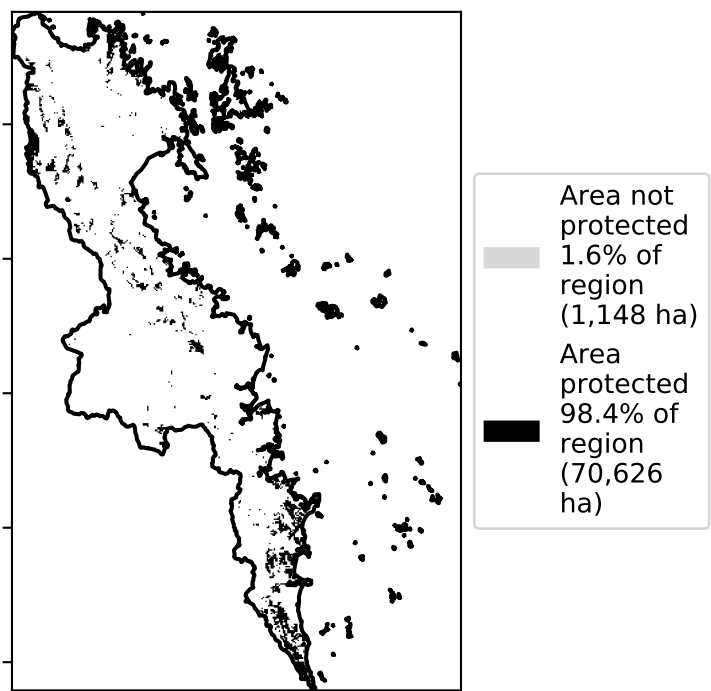 Area not
protected
1.6% of
region
(1,148 ha)
Area
protected
98.4% of
region
(70,626
ha)